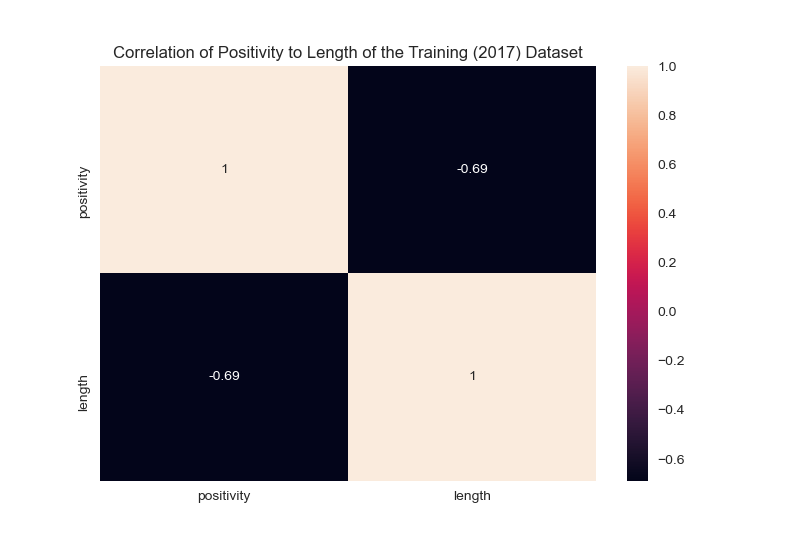 Correlation of Positivity to Length of the Training (2017) Dataset
positivity
1
-0.69
length
-0.69
1
positivity
length
1.0
0.8
0.6
0.4
0.2
0.0
−0.2
−0.4
−0.6